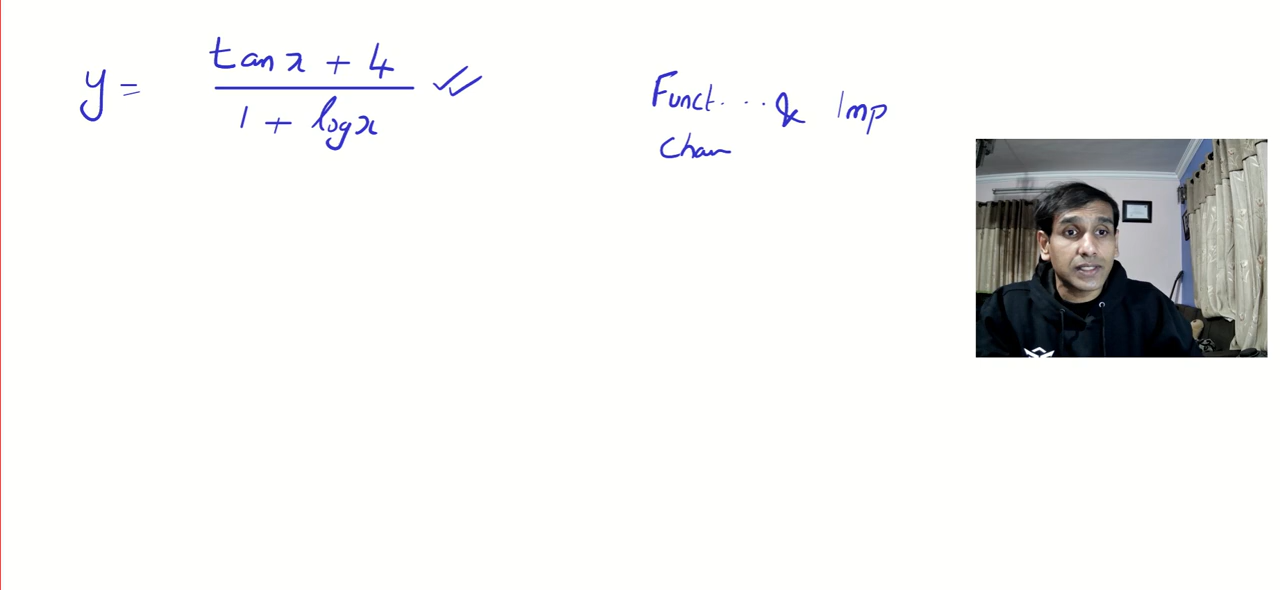 y = (tan x + 4) / (1 + log x)
Funct... & Imp
Chan